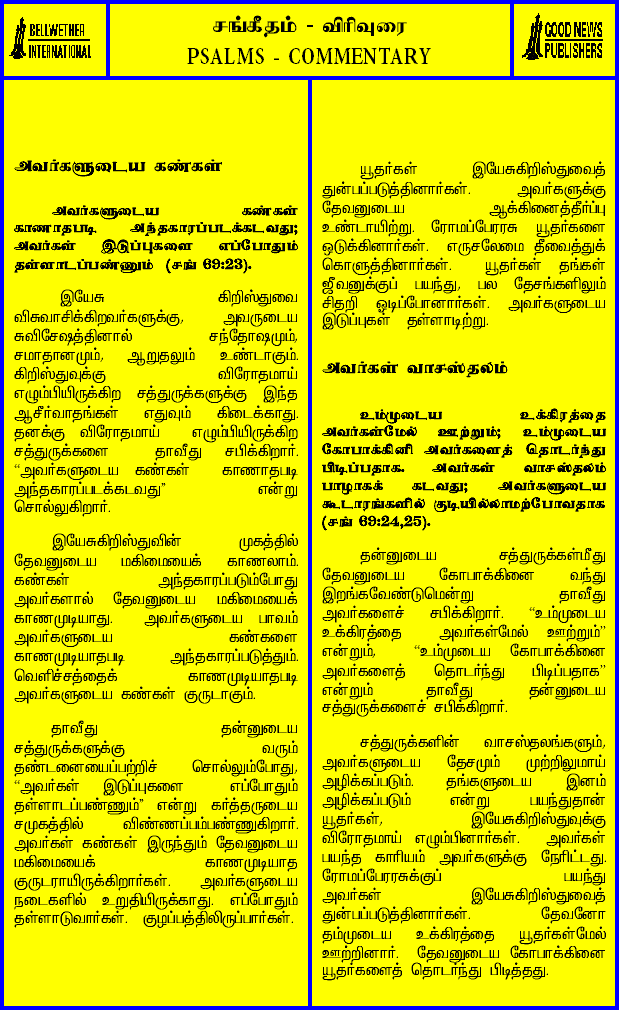 BELLWETHER
INTERNATIONAL
சங்கீதம் - விரிவுரை
PSALMS - COMMENTARY
GOOD NEWS
PUBLISHERS
அவர்களுடைய கண்கள்
அவர்களுடைய கண்கள்
காணாதபடி அந்தகாரப்படக்கடவது;
அவர்கள் இடுப்புகளை எப்போதும்
தள்ளாடப்பண்ணும் (சங் 69:23).
இயேசு கிறிஸ்துவை
விசுவாசிக்கிறவர்களுக்கு, அவருடைய
சுவிசேஷத்தினால் சந்தோஷமும்,
சமாதானமும், ஆறுதலும் உண்டாகும்.
கிறிஸ்துவுக்கு விரோதமாய்
எழும்பியிருக்கிற சத்துருக்களுக்கு இந்த
ஆசீர்வாதங்கள் எதுவும் கிடைக்காது.
தனக்கு விரோதமாய் எழும்பியிருக்கிற
சத்துருக்களை தாவீது சபிக்கிறார்.
“அவர்களுடைய கண்கள் காணாதபடி
அந்தகாரப்படக்கடவது” என்று
சொல்லுகிறார்.
இயேசுகிறிஸ்துவின் முகத்தில்
தேவனுடைய மகிமையைக் காணலாம்.
கண்கள் அந்தகாரப்படும்போது
அவர்களால் தேவனுடைய மகிமையைக்
காணமுடியாது. அவர்களுடைய பாவம்
அவர்களுடைய கண்களை
காணமுடியாதபடி அந்தகாரப்படுத்தும்.
வெளிச்சத்தைக் காணமுடியாதபடி
அவர்களுடைய கண்கள் குருடாகும்.
தாவீது தன்னுடைய
சத்துருக்களுக்கு வரும்
தண்டனையைப்பற்றிச் சொல்லும்போது,
“அவர்கள் இடுப்புகளை எப்போதும்
தள்ளாடப்பண்ணும்” என்று கர்த்தருடைய
சமுகத்தில் விண்ணப்பம்பண்ணுகிறார்.
அவர்கள் கண்கள் இருந்தும் தேவனுடைய
மகிமையைக் காணமுடியாத
குருடராயிருக்கிறார்கள். அவர்களுடைய
நடைகளில் உறுதியிருக்காது. எப்போதும்
தள்ளாடுவார்கள். குழப்பத்திலிருப்பார்கள்.
யூதர்கள் இயேசுகிறிஸ்துவைத்
துன்பப்படுத்தினார்கள். அவர்களுக்கு
தேவனுடைய ஆக்கினைத்தீர்ப்பு
உண்டாயிற்று. ரோமப்பேரரசு யூதர்களை
ஒடுக்கினார்கள். எருசலேமை தீவைத்துக்
கொளுத்தினார்கள். யூதர்கள் தங்கள்
ஜீவனுக்குப் பயந்து, பல தேசங்களிலும்
சிதறி ஓடிப்போனார்கள். அவர்களுடைய
இடுப்புகள் தள்ளாடிற்று.
அவர்கள் வாசஸ்தலம்
உம்முடைய உக்கிரத்தை
அவர்கள்மேல் ஊற்றும்; உம்முடைய
கோபாக்கினி அவர்களைத் தொடர்ந்து
பிடிப்பதாக. அவர்கள் வாசஸ்தலம்
பாழாகக் கடவது; அவர்களுடைய
கூடாரங்களில் குடியில்லாமற்போவதாக
(சங் 69:24,25).
தன்னுடைய சத்துருக்கள்மீது
தேவனுடைய கோபாக்கினை வந்து
இறங்கவேண்டுமென்று தாவீது
அவர்களைச் சபிக்கிறார். “உம்முடைய
உக்கிரத்தை அவர்கள்மேல் ஊற்றும்”
என்றும், “உம்முடைய கோபாக்கினை
அவர்களைத் தொடர்ந்து பிடிப்பதாக”
என்றும் தாவீது தன்னுடைய
சத்துருக்களைச் சபிக்கிறார்.
சத்துருக்களின் வாசஸ்தலங்களும்,
அவர்களுடைய தேசமும் முற்றிலுமாய்
அழிக்கப்படும். தங்களுடைய இனம்
அழிக்கப்படும் என்று பயந்துதான்
யூதர்கள், இயேசுகிறிஸ்துவுக்கு
விரோதமாய் எழும்பினார்கள். அவர்கள்
பயந்த காரியம் அவர்களுக்கு நேரிட்டது.
ரோமப்பேரரசுக்குப் பயந்து
அவர்கள் இயேசுகிறிஸ்துவைத்
துன்பப்படுத்தினார்கள். தேவனோ
தம்முடைய உக்கிரத்தை யூதர்கள்மேல்
ஊற்றினார். தேவனுடைய கோபாக்கினை
யூதர்களைத் தொடர்ந்து பிடித்தது.